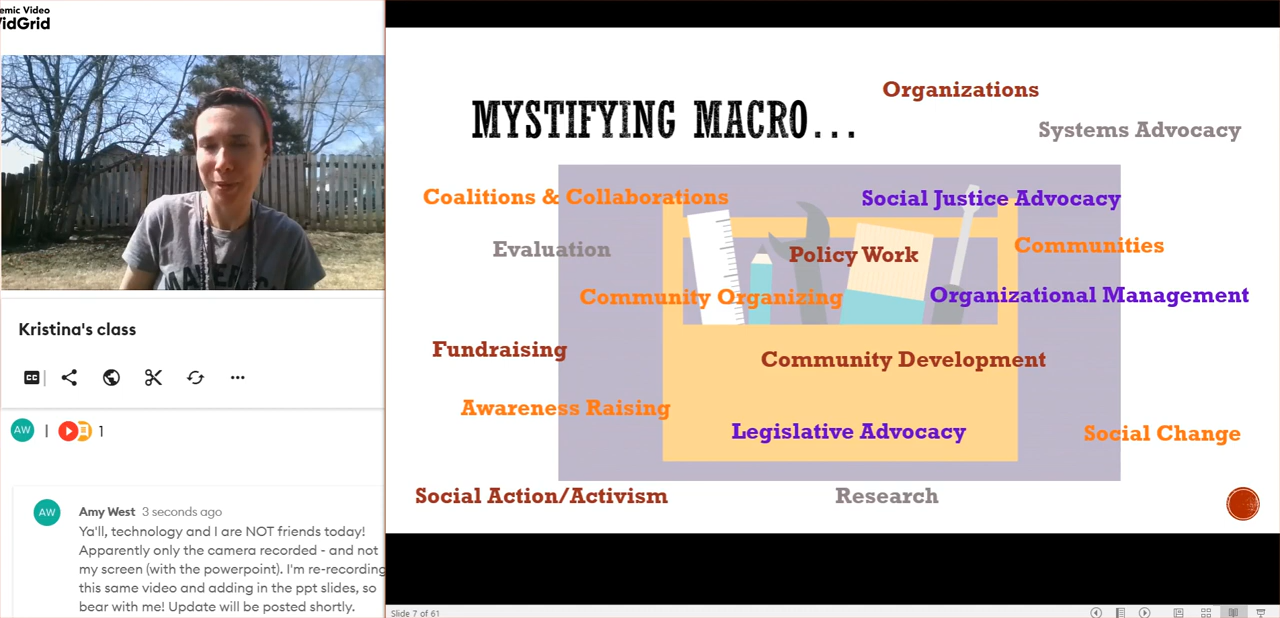 emic Video
VidGrid
Kristina's class
CC
AW
1
AW
Amy West 3 seconds ago
Ya'll, technology and I are NOT friends today!
Apparently only the camera recorded - and not
my screen (with the powerpoint). I'm re-recording
this same video and adding in the ppt slides, so
bear with me! Update will be posted shortly.
MYSTIFYING MACRO...
Organizations
Systems Advocacy
Coalitions & Collaborations
Social Justice Advocacy
Evaluation
Policy Work
Communities
Community Organizing
Organizational Management
Fundraising
Community Development
Awareness Raising
Legislative Advocacy
Social Change
Social Action/Activism
Research
Slide 7 of 61